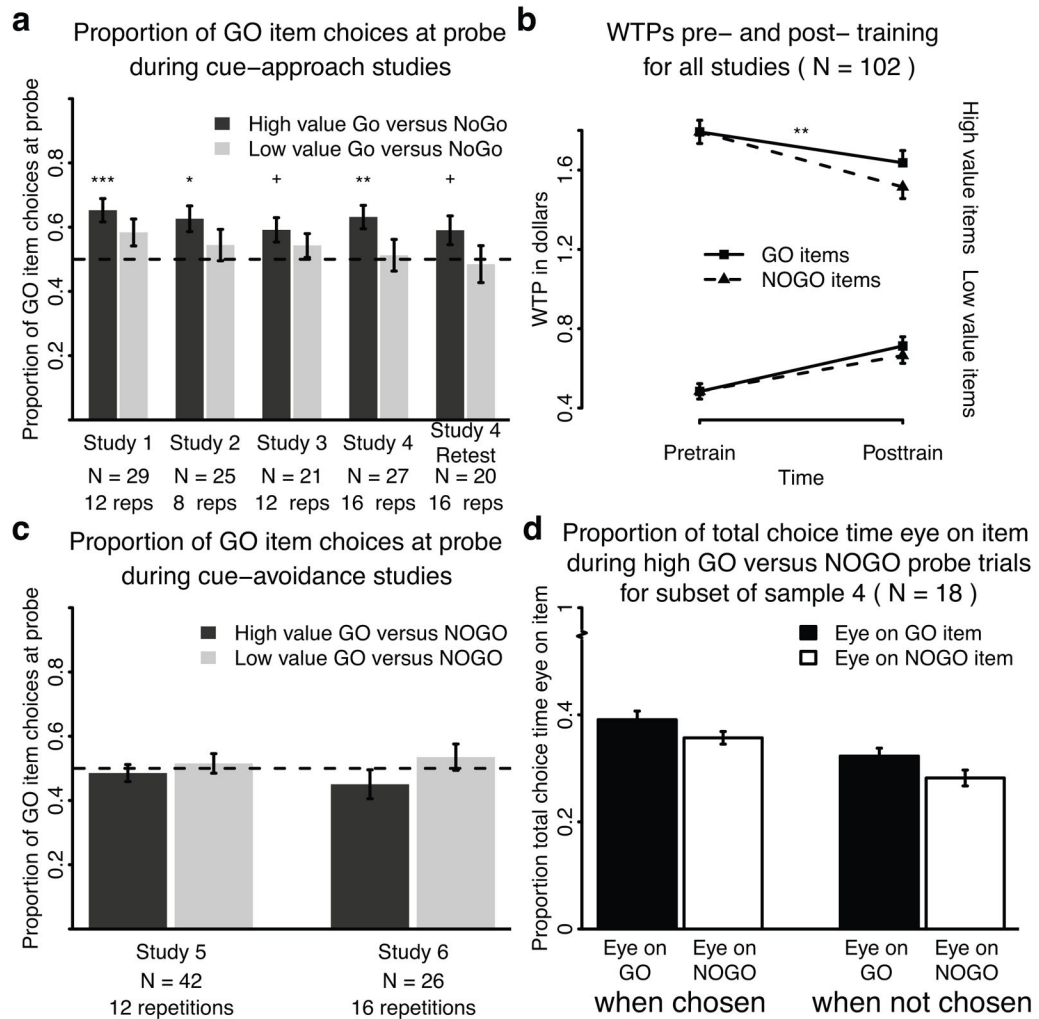 a
Proportion of GO item choices at probe
during cue−approach studies
Proportion of GO item choices at probe
0.8
0.6
0.4
0.2
High value Go versus NoGo
Low value Go versus NoGo
*** * + ** +
Study 1 Study 2 Study 3 Study 4 Study 4 Retest
N = 29 N = 25 N = 21 N = 27 N = 20
12 reps 8 reps 12 reps 16 reps 16 reps
b
WTPs pre− and post− training
for all studies ( N = 102 )
WTP in dollars
1.6
1.2
0.8
0.4
**
GO items
NOGO items
High value items
Low value items
Pretrain Posttrain
Time
c
Proportion of GO item choices at probe
during cue−avoidance studies
Proportion of GO item choices at probe
0.8
0.6
0.4
0.2
High value GO versus NOGO
Low value GO versus NOGO
Study 5 Study 6
N = 42 N = 26
12 repetitions 16 repetitions
d
Proportion of total choice time eye on item
during high GO versus NOGO probe trials
for subset of sample 4 ( N = 18 )
Proportion total choice time eye on item
1
0.4
0.2
0
Eye on GO item
Eye on NOGO item
Eye on Eye on Eye on Eye on
GO NOGO GO NOGO
when chosen when not chosen